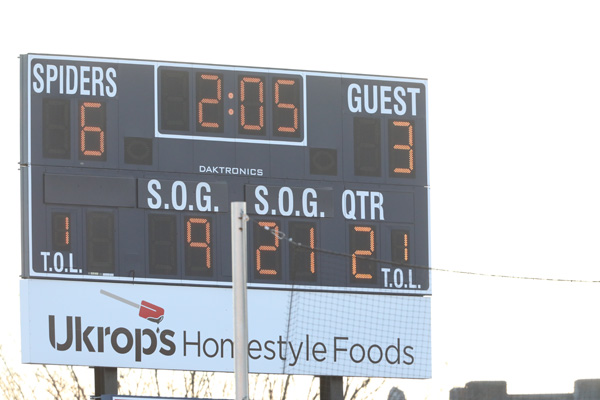 SPIDERS 2:05 GUEST
6 3
DAKTRONICS
S.O.G. S.O.G. QTR
1 9 21 2 1
T.O.L. T.O.L.
Ukrop's Homestyle Foods